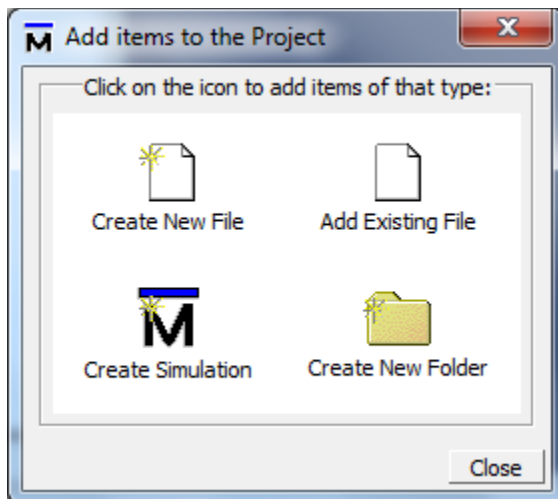 Add items to the Project
Click on the icon to add items of that type:
Create New File
Add Existing File
Create Simulation
Create New Folder
Close